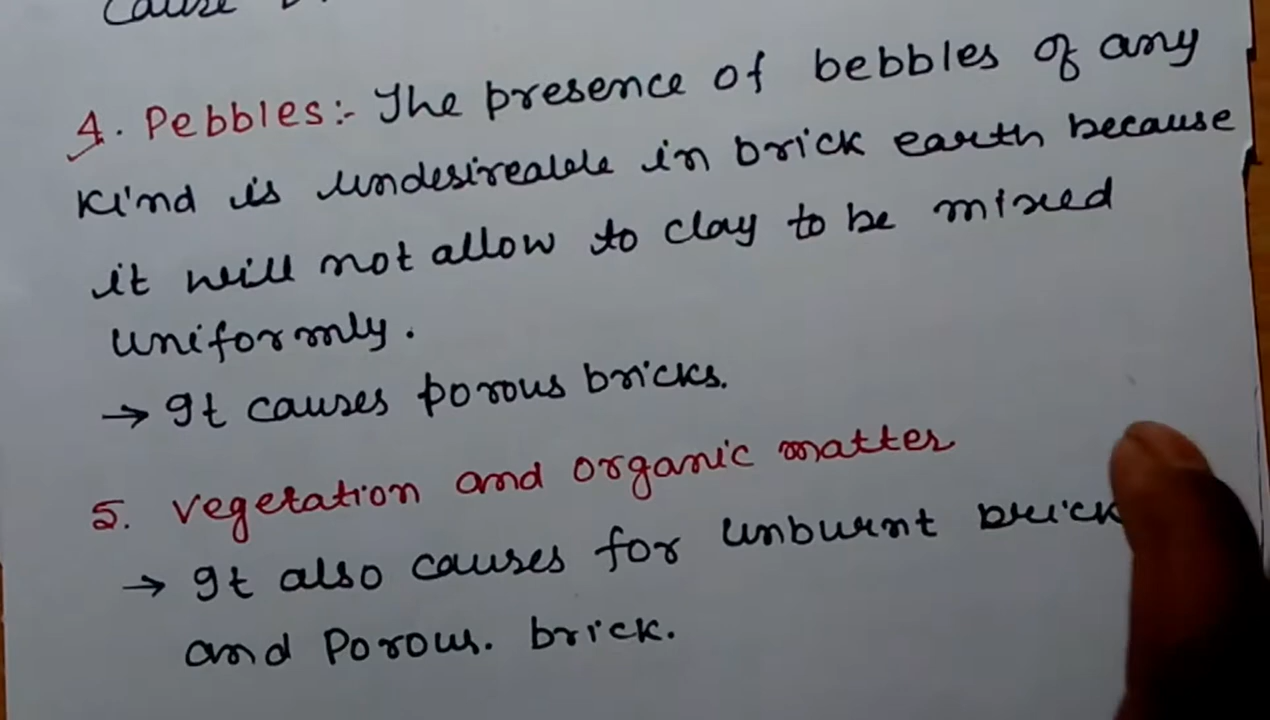 cause
4. Pebbles:- The presence of bebbles of any
kind is undesireable in brick earth because
it will not allow to clay to be mixed
uniformly.
→ It causes porous bricks.
5. Vegetation and organic matter
→ It also causes for unburnt brick
and Porous. brick.